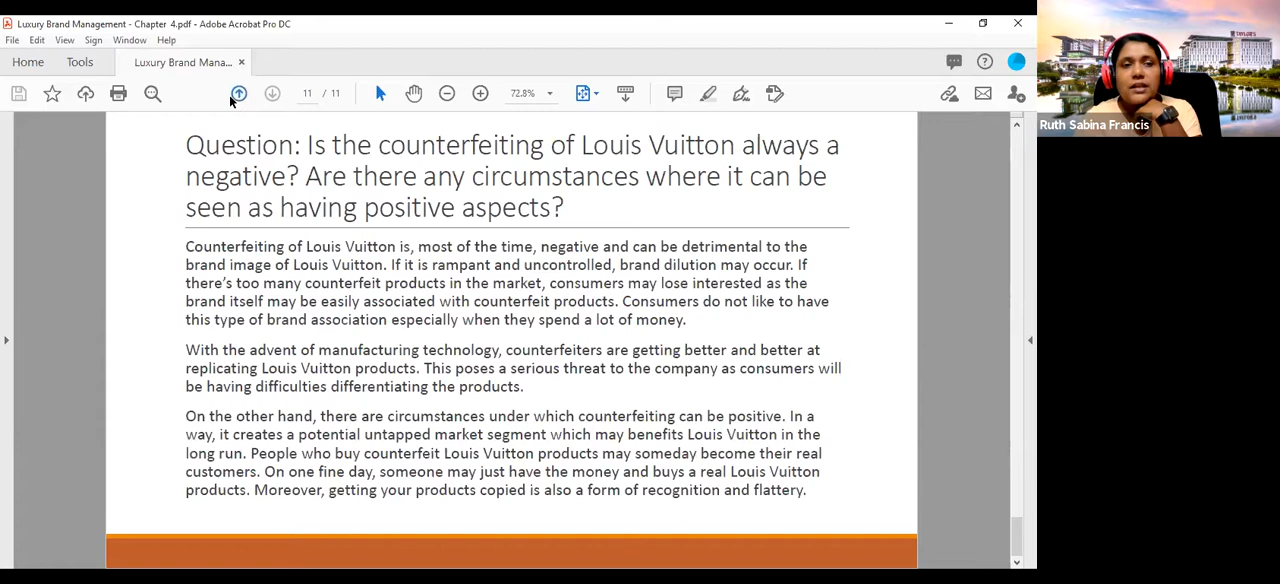 Luxury Brand Management - Chapter 4.pdf - Adobe Acrobat Pro DC
File Edit View Sign Window Help
Home Tools Luxury Brand Mana... ×
11 / 11 72.8%
Ruth Sabina Francis
Question: Is the counterfeiting of Louis Vuitton always a
negative? Are there any circumstances where it can be
seen as having positive aspects?
Counterfeiting of Louis Vuitton is, most of the time, negative and can be detrimental to the
brand image of Louis Vuitton. If it is rampant and uncontrolled, brand dilution may occur. If
there's too many counterfeit products in the market, consumers may lose interested as the
brand itself may be easily associated with counterfeit products. Consumers do not like to have
this type of brand association especially when they spend a lot of money.
With the advent of manufacturing technology, counterfeiters are getting better and better at
replicating Louis Vuitton products. This poses a serious threat to the company as consumers will
be having difficulties differentiating the products.
On the other hand, there are circumstances under which counterfeiting can be positive. In a
way, it creates a potential untapped market segment which may benefits Louis Vuitton in the
long run. People who buy counterfeit Louis Vuitton products may someday become their real
customers. On one fine day, someone may just have the money and buys a real Louis Vuitton
products. Moreover, getting your products copied is also a form of recognition and flattery.